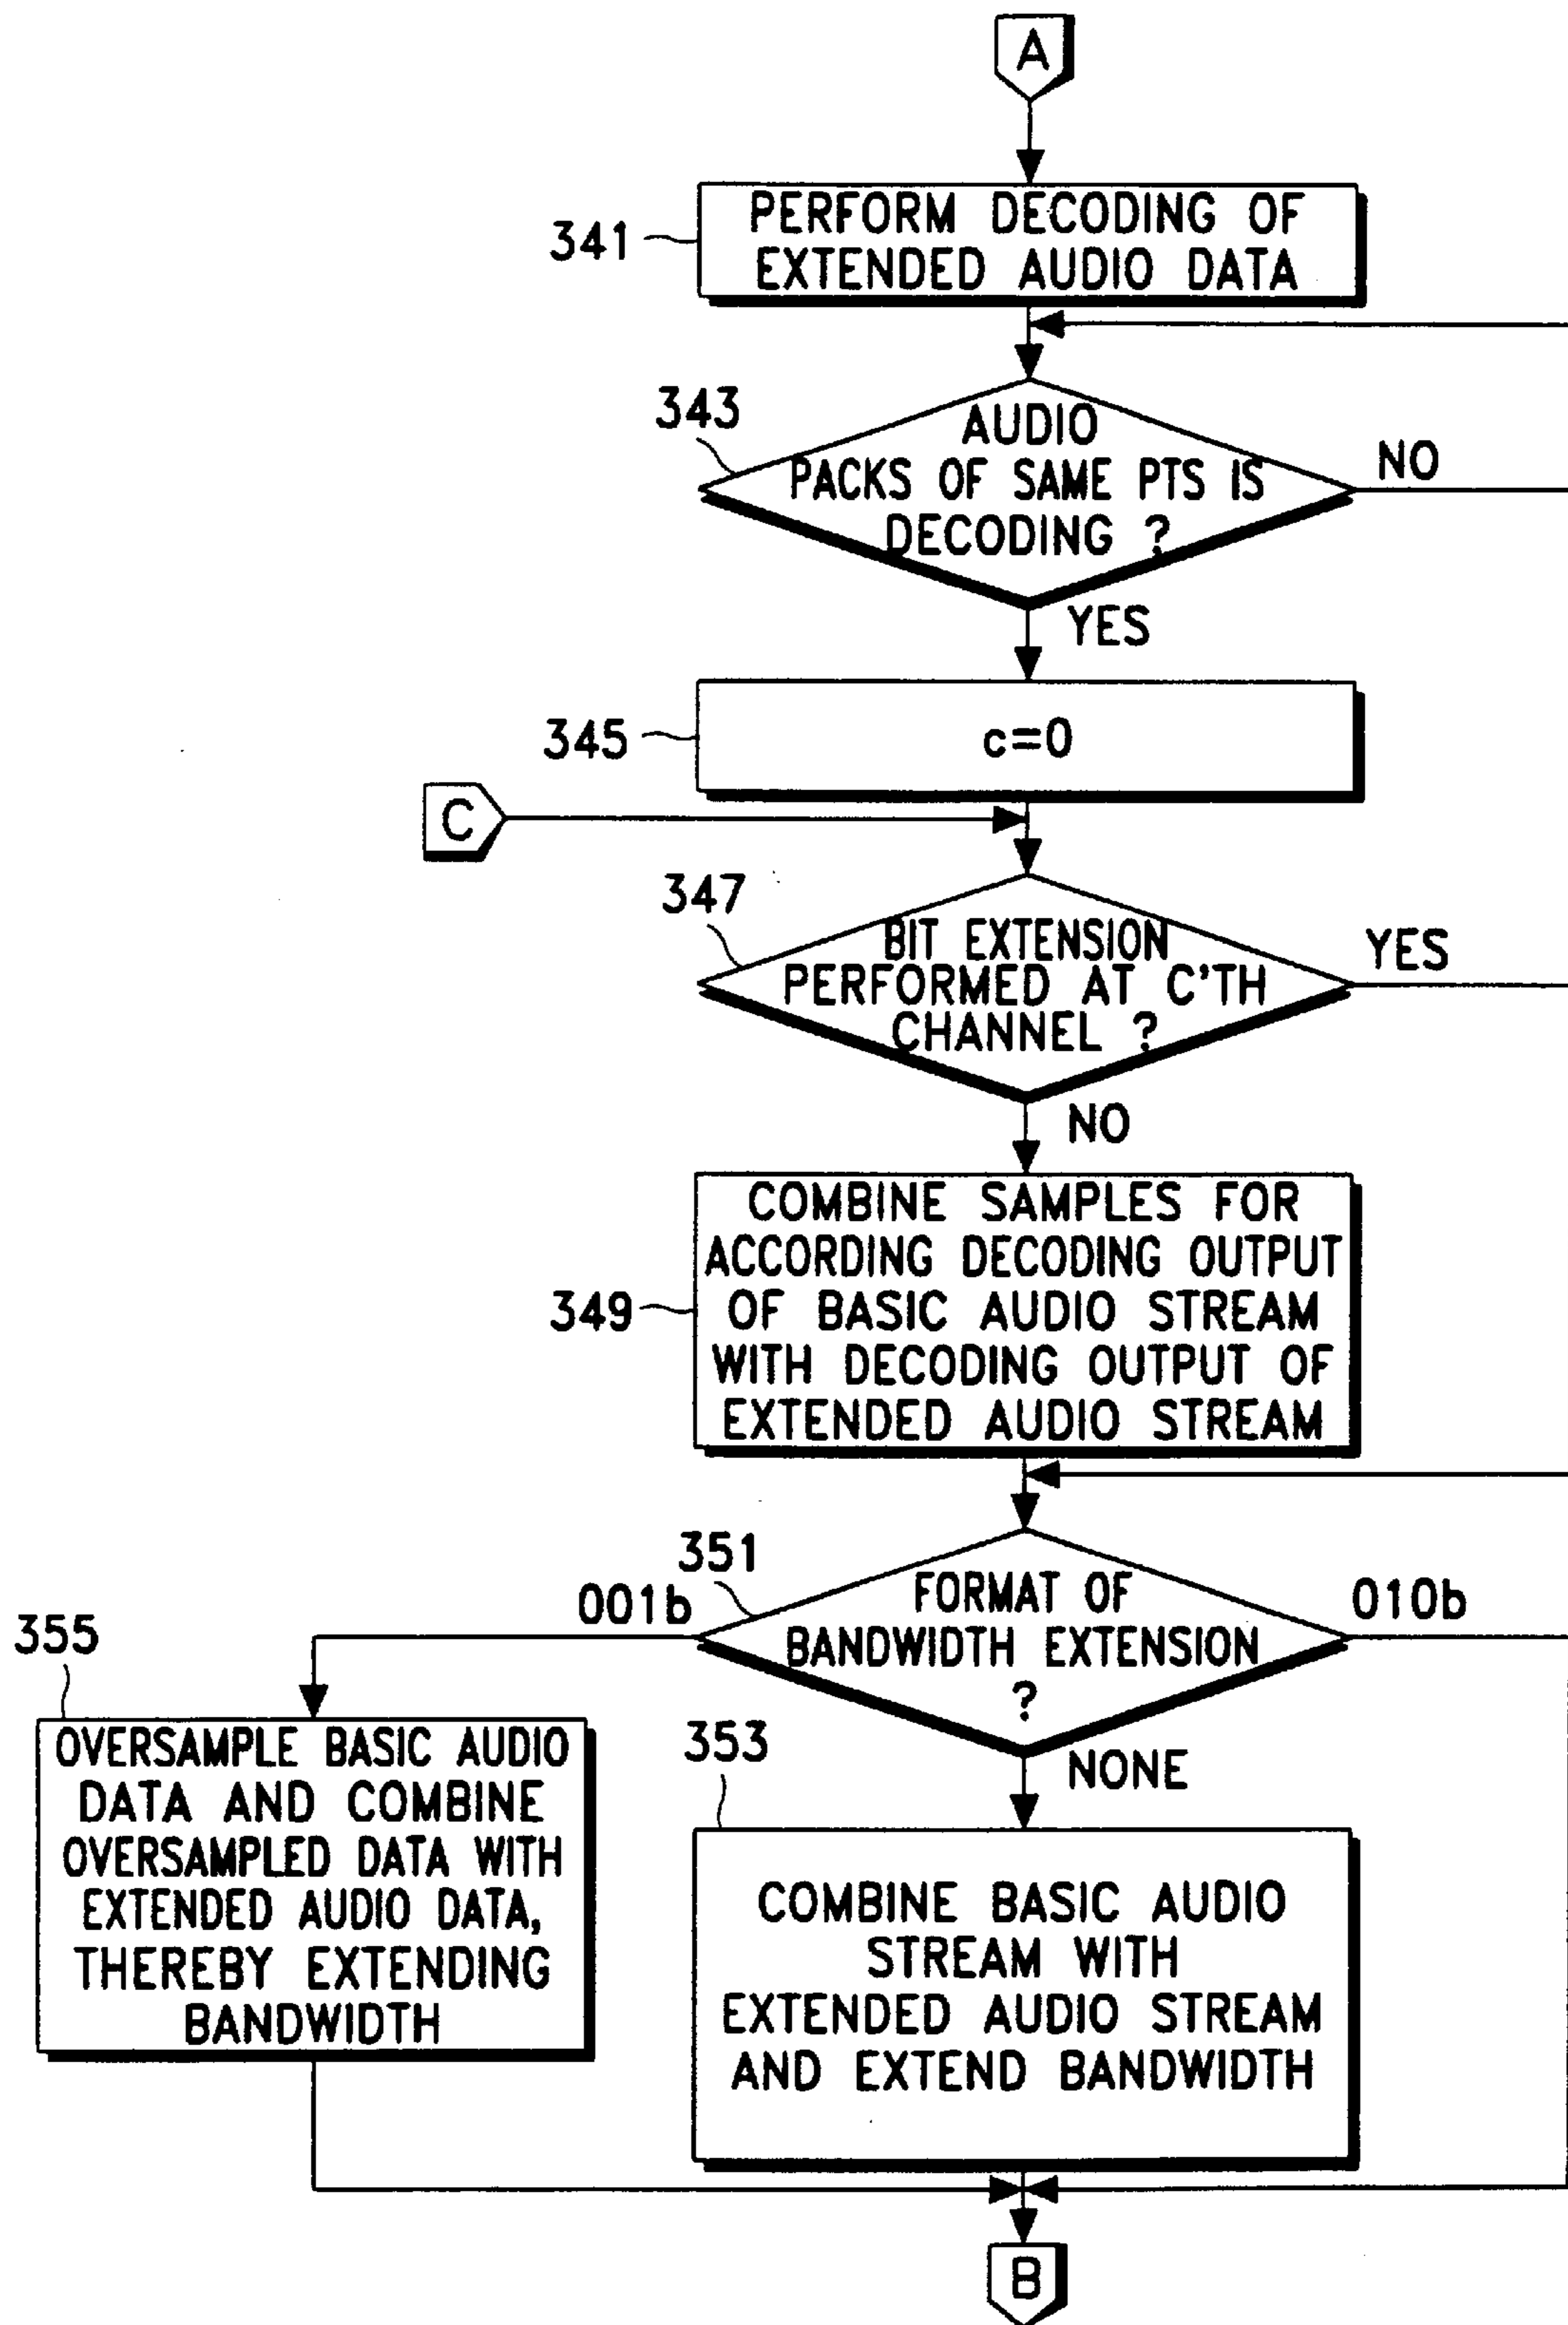 A
341
PERFORM DECODING OF
EXTENDED AUDIO DATA
343
AUDIO
PACKS OF SAME PTS IS
DECODING ?
NO
YES
345
c=0
C
347
BIT EXTENSION
PERFORMED AT C'TH
CHANNEL ?
YES
NO
349
COMBINE SAMPLES FOR
ACCORDING DECODING OUTPUT
OF BASIC AUDIO STREAM
WITH DECODING OUTPUT OF
EXTENDED AUDIO STREAM
351
FORMAT OF
BANDWIDTH EXTENSION
?
001b
010b
NONE
355
OVERSAMPLE BASIC AUDIO
DATA AND COMBINE
OVERSAMPLED DATA WITH
EXTENDED AUDIO DATA,
THEREBY EXTENDING
BANDWIDTH
353
COMBINE BASIC AUDIO
STREAM WITH
EXTENDED AUDIO STREAM
AND EXTEND BANDWIDTH
B